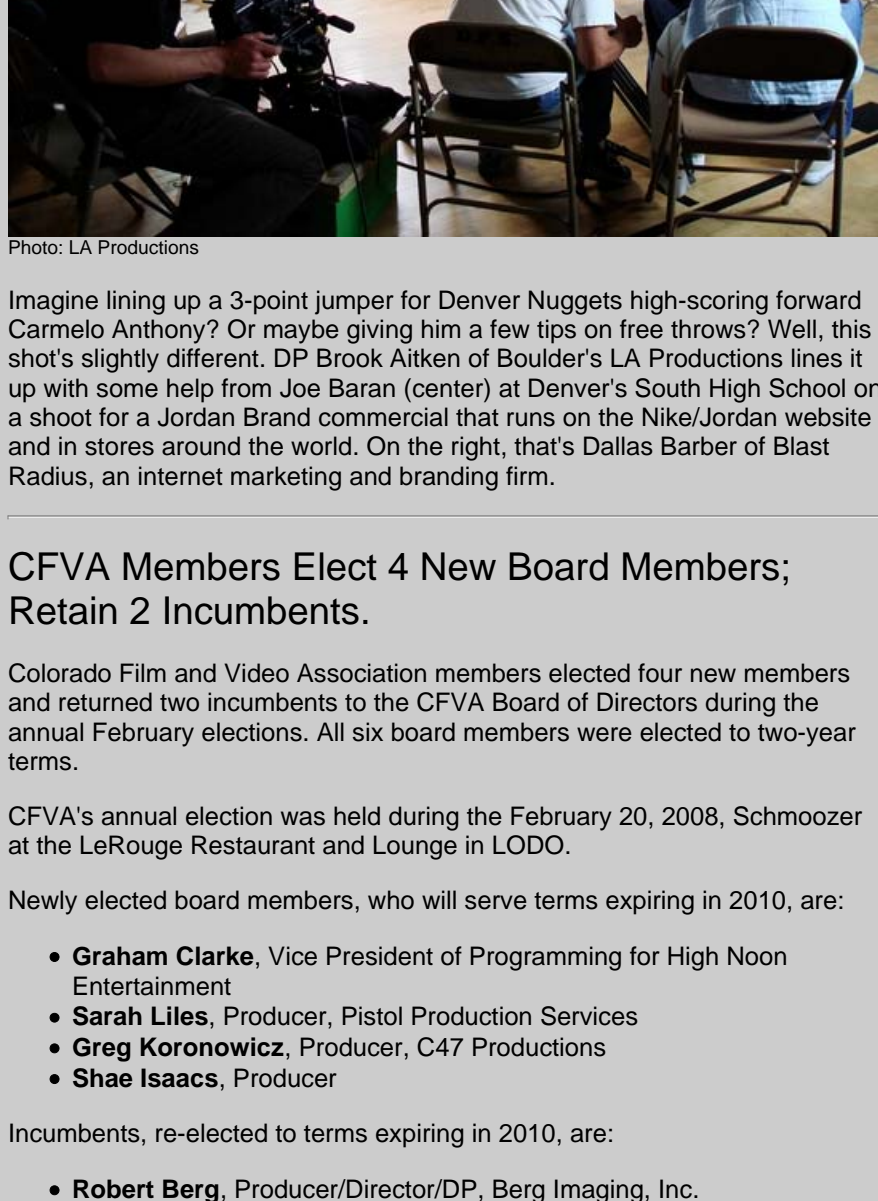 Photo: LA Productions
Imagine lining up a 3-point jumper for Denver Nuggets high-scoring forward
Carmelo Anthony? Or maybe giving him a few tips on free throws? Well, this
shot's slightly different. DP Brook Aitken of Boulder's LA Productions lines it
up with some help from Joe Baran (center) at Denver's South High School on
a shoot for a Jordan Brand commercial that runs on the Nike/Jordan website
and in stores around the world. On the right, that's Dallas Barber of Blast
Radius, an internet marketing and branding firm.
CFVA Members Elect 4 New Board Members;
Retain 2 Incumbents.
Colorado Film and Video Association members elected four new members
and returned two incumbents to the CFVA Board of Directors during the
annual February elections. All six board members were elected to two-year
terms.
CFVA's annual election was held during the February 20, 2008, Schmoozer
at the LeRouge Restaurant and Lounge in LODO.
Newly elected board members, who will serve terms expiring in 2010, are:
• Graham Clarke, Vice President of Programming for High Noon
Entertainment
• Sarah Liles, Producer, Pistol Production Services
• Greg Koronowicz, Producer, C47 Productions
• Shae Isaacs, Producer
Incumbents, re-elected to terms expiring in 2010, are:
• Robert Berg, Producer/Director/DP, Berg Imaging, Inc.